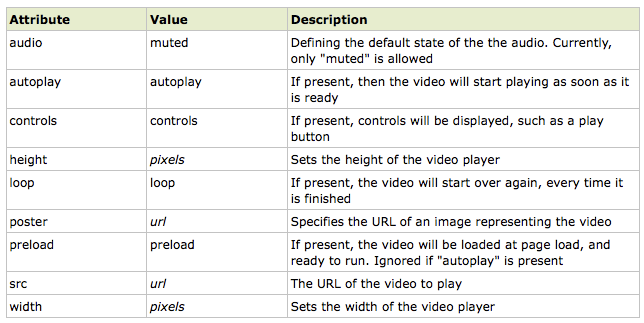 Attribute Value Description
audio muted Defining the default state of the the audio. Currently,
only "muted" is allowed
autoplay autoplay If present, then the video will start playing as soon as it
is ready
controls controls If present, controls will be displayed, such as a play
button
height pixels Sets the height of the video player
loop loop If present, the video will start over again, every time it
is finished
poster url Specifies the URL of an image representing the video
preload preload If present, the video will be loaded at page load, and
ready to run. Ignored if "autoplay" is present
src url The URL of the video to play
width pixels Sets the width of the video player